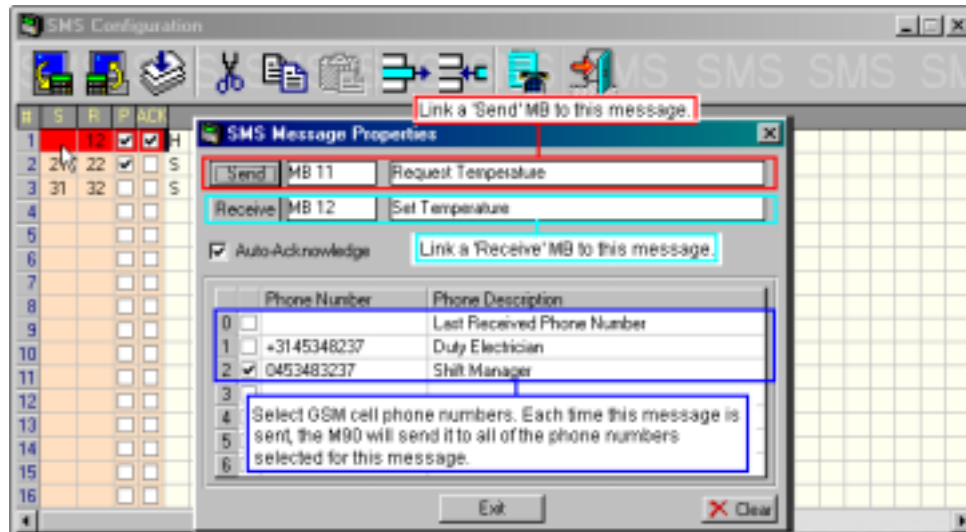 SMS Configuration
SMS SMS SMS SM
# S R P ACK
Link a 'Send' MB to this message.
1 12 H
SMS Message Properties
2 22 S
Send MB 11 Request Temperature
3 31 32 S
Receive MB 12 Set Temperature
4
5
Auto-Acknowledge
Link a 'Receive' MB to this message.
6
7
Phone Number Phone Description
8
0 Last Received Phone Number
9
1 +3145348237 Duty Electrician
10
2 0453483237 Shift Manager
11
3
12
4
Select GSM cell phone numbers. Each time this message is
13
5
sent, the M90 will send it to all of the phone numbers
14
6
selected for this message.
15
16
Exit Clear